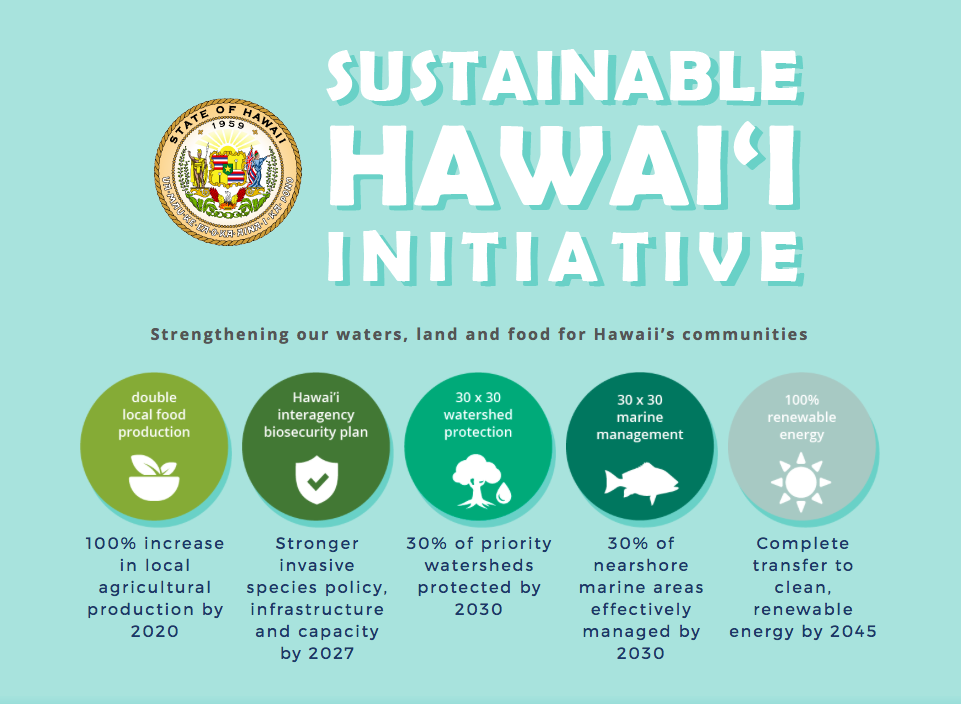 SUSTAINABLE
HAWAI‘I
INITIATIVE
STATE OF HAWAII
1959
UA MAU KE EA O KA AINA I KA PONO
Strengthening our waters, land and food for Hawaii’s communities
double
local food
production
100% increase
in local
agricultural
production by
2020
Hawai’i
interagency
biosecurity plan
Stronger
invasive
species policy,
infrastructure
and capacity
by 2027
30 x 30
watershed
protection
30% of priority
watersheds
protected by
2030
30 x 30
marine
management
30% of
nearshore
marine areas
effectively
managed by
2030
100%
renewable
energy
Complete
transfer to
clean,
renewable
energy by 2045